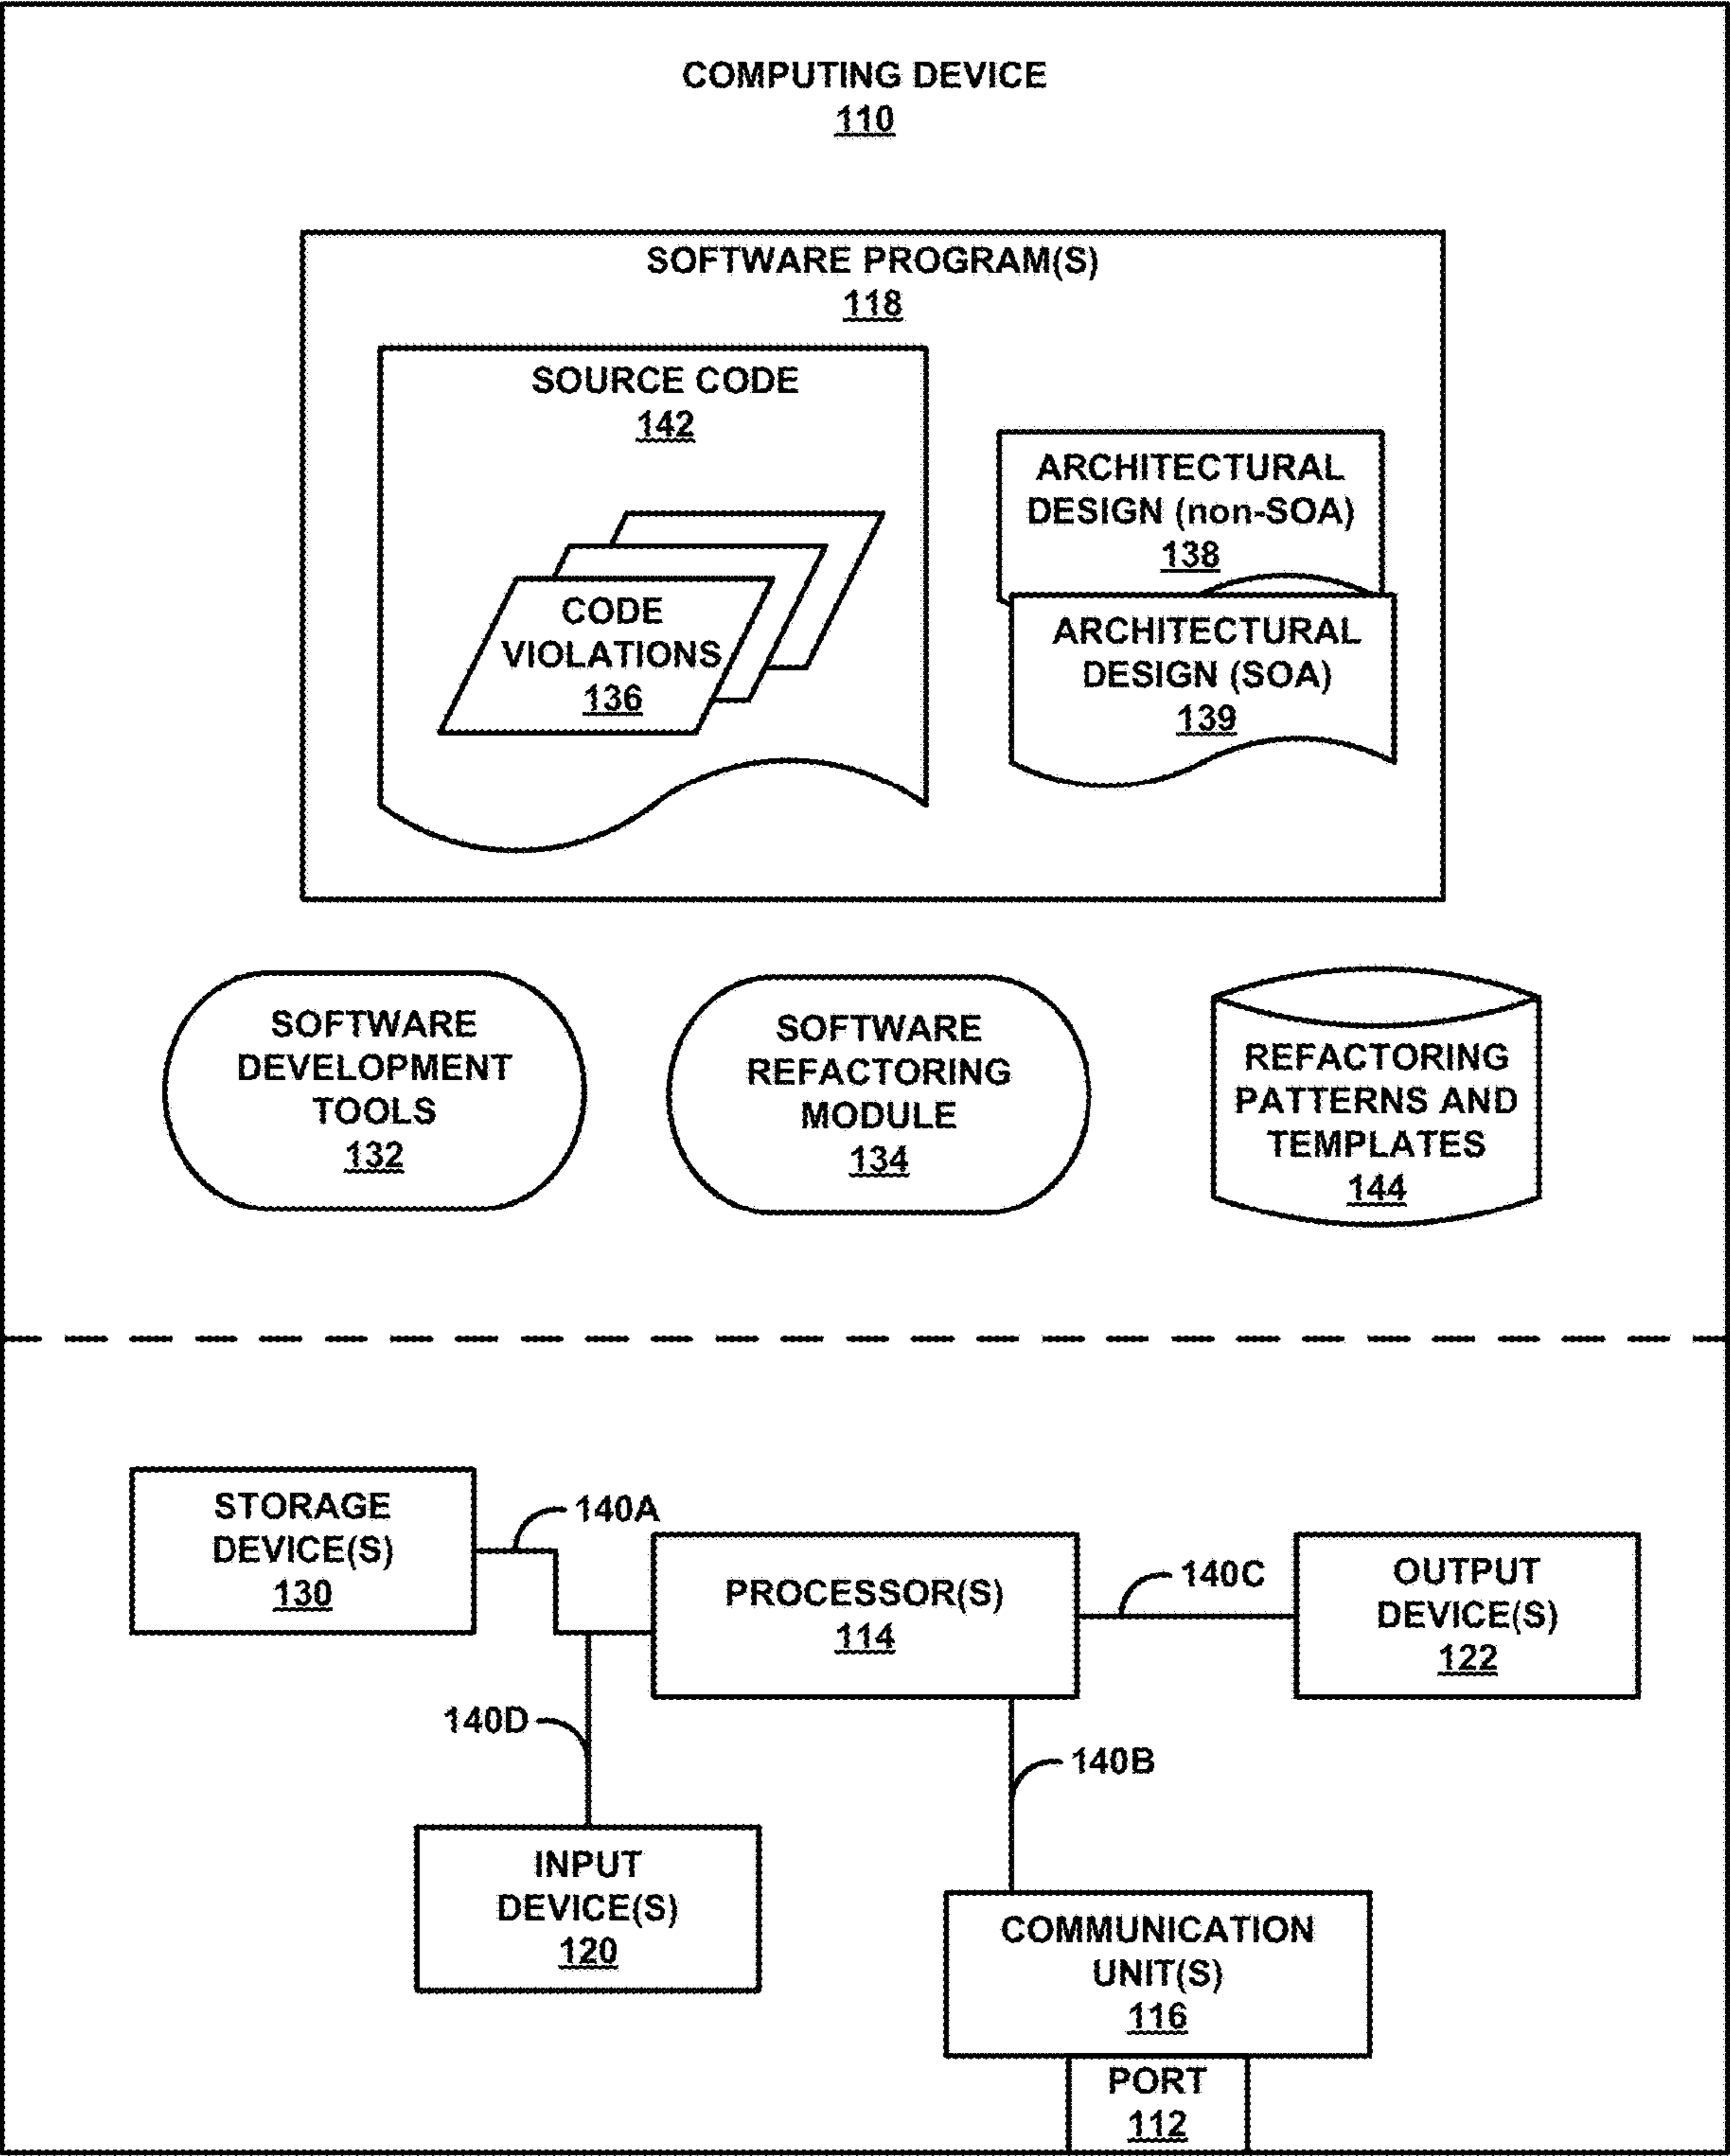 COMPUTING DEVICE
110
SOFTWARE PROGRAM(S)
118
SOURCE CODE
142
CODE
VIOLATIONS
136
ARCHITECTURAL
DESIGN (non-SOA)
138
ARCHITECTURAL
DESIGN (SOA)
139
SOFTWARE
DEVELOPMENT
TOOLS
132
SOFTWARE
REFACTORING
MODULE
134
REFACTORING
PATTERNS AND
TEMPLATES
144
STORAGE
DEVICE(S)
130
140A
PROCESSOR(S)
114
140C
OUTPUT
DEVICE(S)
122
140D
140B
INPUT
DEVICE(S)
120
COMMUNICATION
UNIT(S)
116
PORT
112